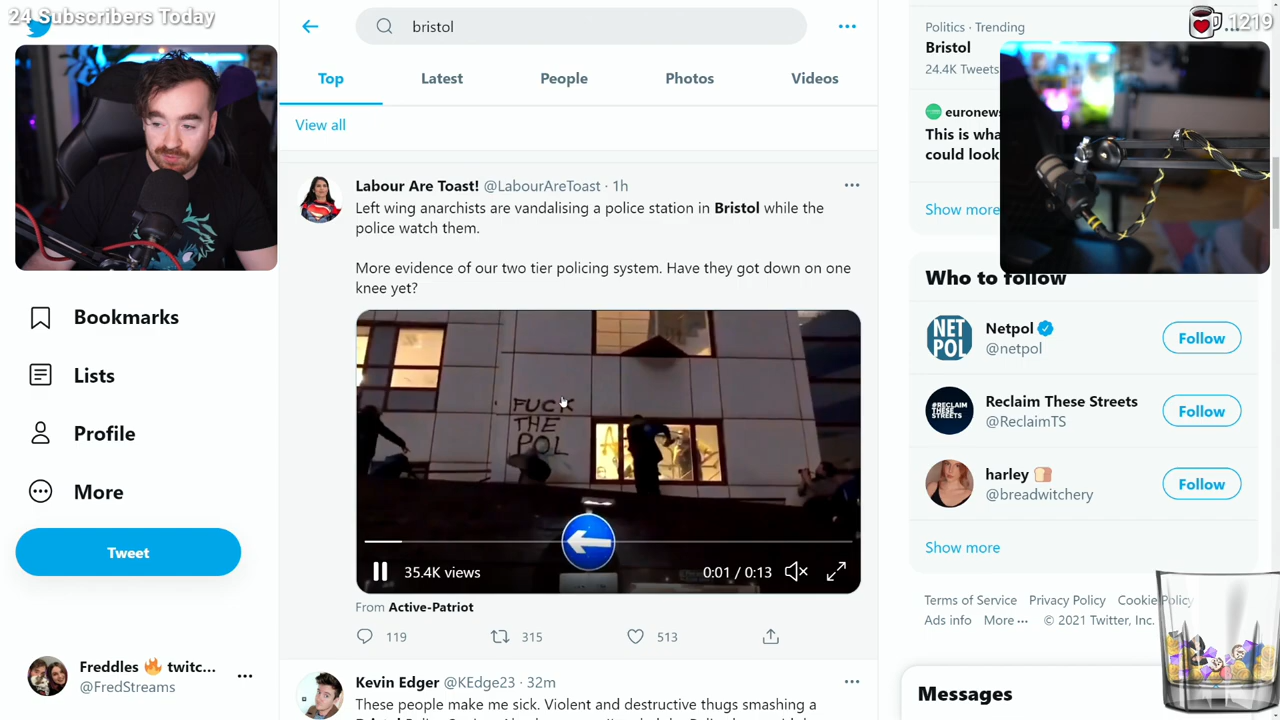 24 Subscribers Today
bristol
1219
Top
Latest
People
Photos
Videos
View all
Labour Are Toast! @LabourAreToast · 1h
Left wing anarchists are vandalising a police station in Bristol while the
police watch them.
More evidence of our two tier policing system. Have they got down on one
knee yet?
FUCK
THE
POL
35.4K views
0:01 / 0:13
From Active-Patriot
119
315
513
Kevin Edger @KEdge23 · 32m
These people make me sick. Violent and destructive thugs smashing a
Bookmarks
Lists
Profile
More
Tweet
Freddles 🔥 twitc...
@FredStreams
Politics · Trending
Bristol
24.4K Tweets
euronews
This is wha
could look
Show more
Who to follow
NET
POL
Netpol
@netpol
Follow
#RECLAIM
THESE
STREETS
Reclaim These Streets
@ReclaimTS
Follow
harley 🍞
@breadwitchery
Follow
Show more
Terms of Service Privacy Policy Cookie Policy
Ads info More ··· © 2021 Twitter, Inc.
Messages